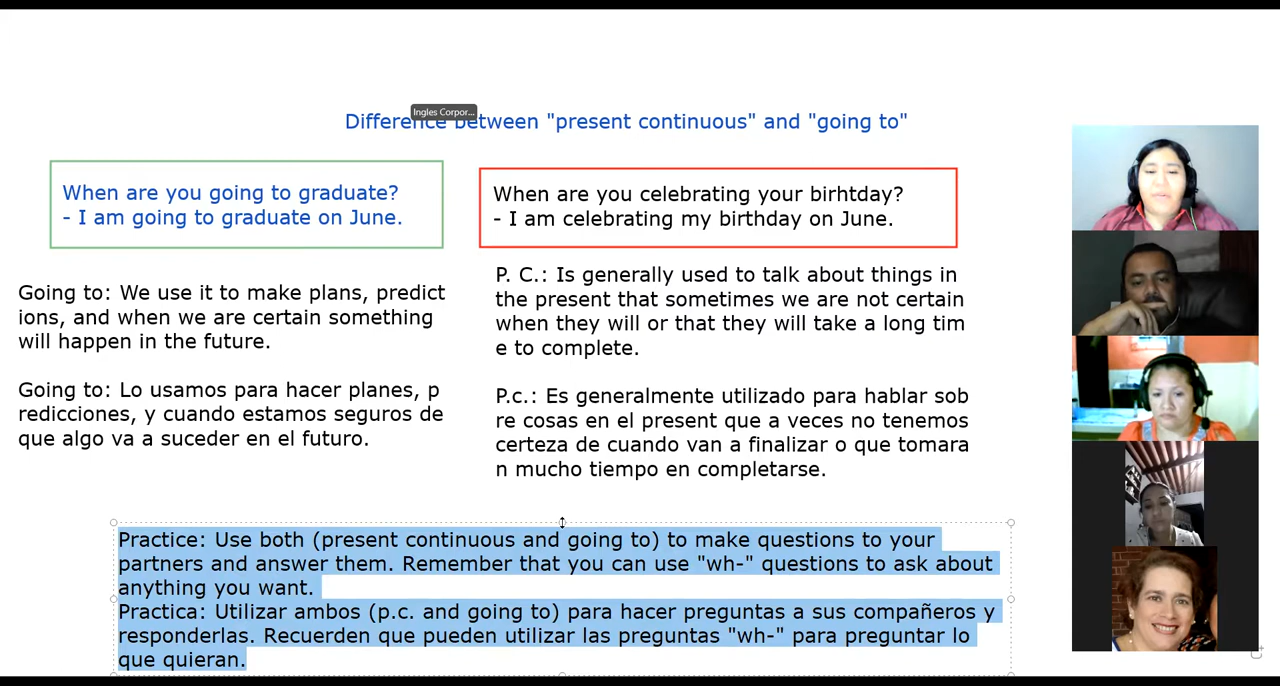 Ingles Corpor...
Difference between "present continuous" and "going to"
When are you going to graduate?
- I am going to graduate on June.
When are you celebrating your birhtday?
- I am celebrating my birthday on June.
Going to: We use it to make plans, predict
ions, and when we are certain something
will happen in the future.
Going to: Lo usamos para hacer planes, p
redicciones, y cuando estamos seguros de
que algo va a suceder en el futuro.
P. C.: Is generally used to talk about things in
the present that sometimes we are not certain
when they will or that they will take a long tim
e to complete.
P.c.: Es generalmente utilizado para hablar sob
re cosas en el present que a veces no tenemos
certeza de cuando van a finalizar o que tomara
n mucho tiempo en completarse.
Practice: Use both (present continuous and going to) to make questions to your
partners and answer them. Remember that you can use "wh-" questions to ask about
anything you want.
Practica: Utilizar ambos (p.c. and going to) para hacer preguntas a sus compañeros y
responderlas. Recuerden que pueden utilizar las preguntas "wh-" para preguntar lo
que quieran.